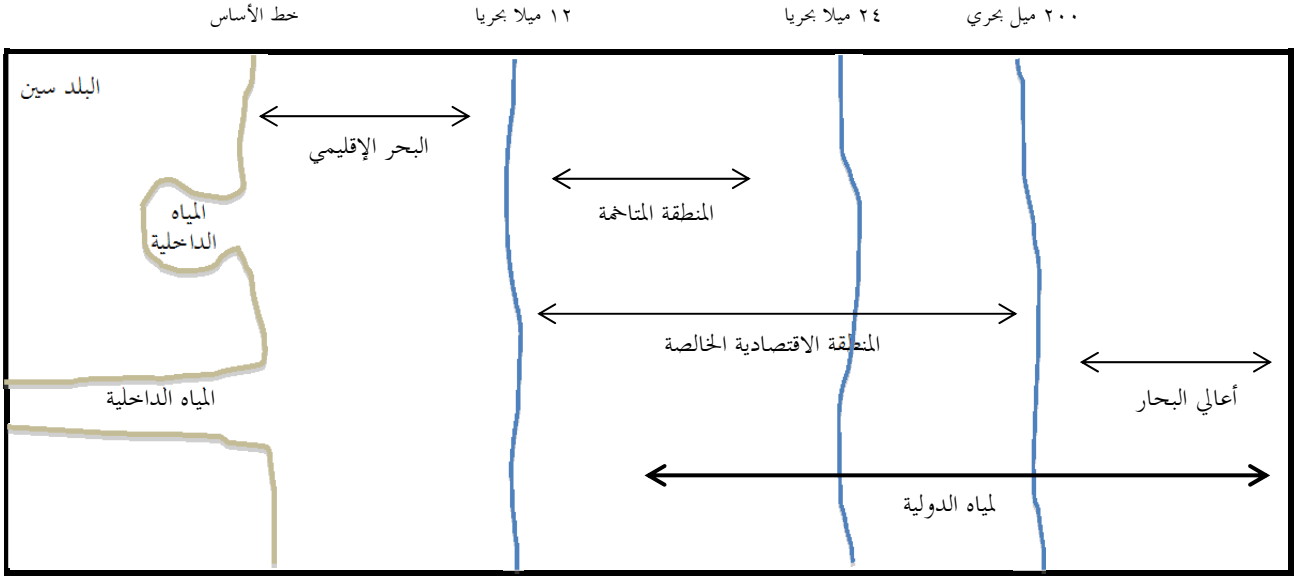 خط الأساس
١٢ ميلا بحريا
٢٤ ميلا بحريا
٢٠٠ ميل بحري
البلد سين
البحر الإقليمي
المنطقة المتاخمة
المياه
الداخلية
المنطقة الاقتصادية الخالصة
أعالي البحار
المياه الداخلية
لمياه الدولية